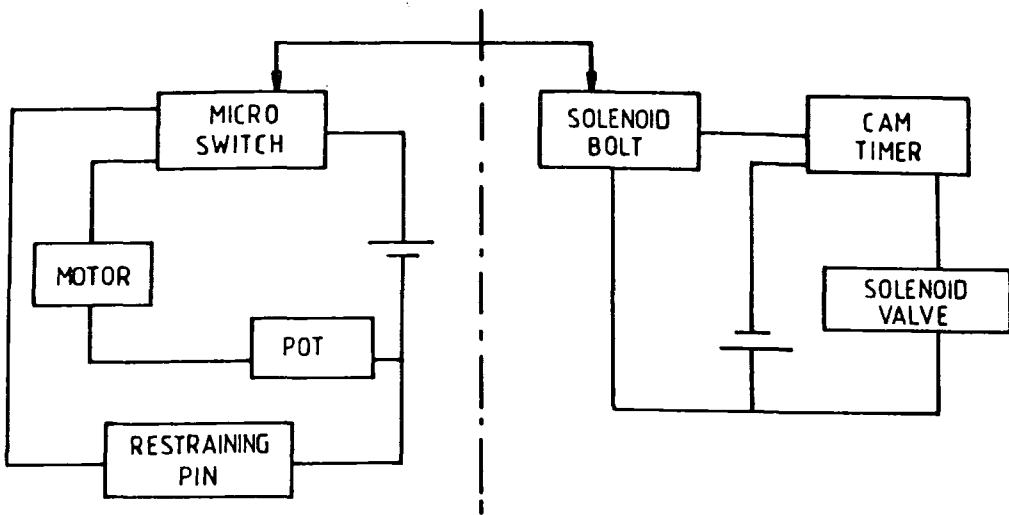 MICRO
SWITCH
SOLENOID
BOLT
CAM
TIMER
MOTOR
SOLENOID
VALVE
POT
RESTRAINING
PIN